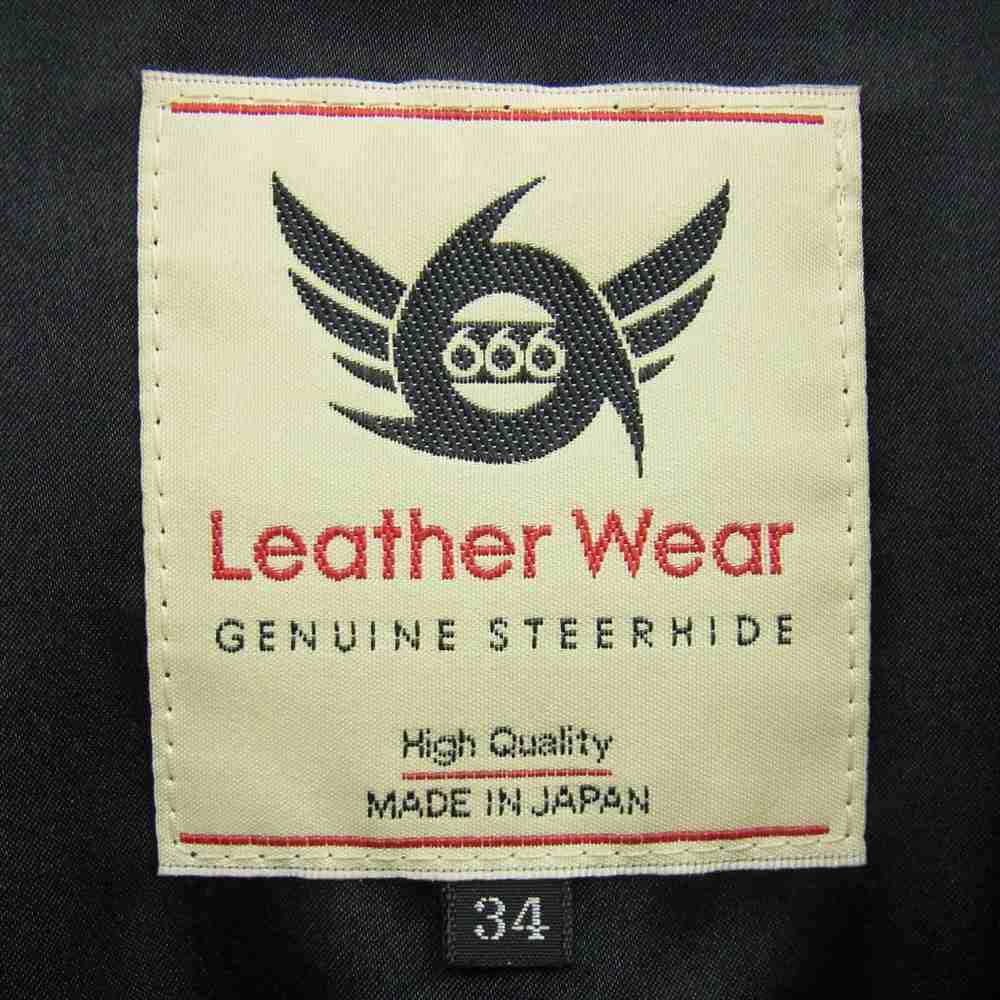 666
Leather Wear
GENUINE STEERHIDE
High Quality
MADE IN JAPAN
34